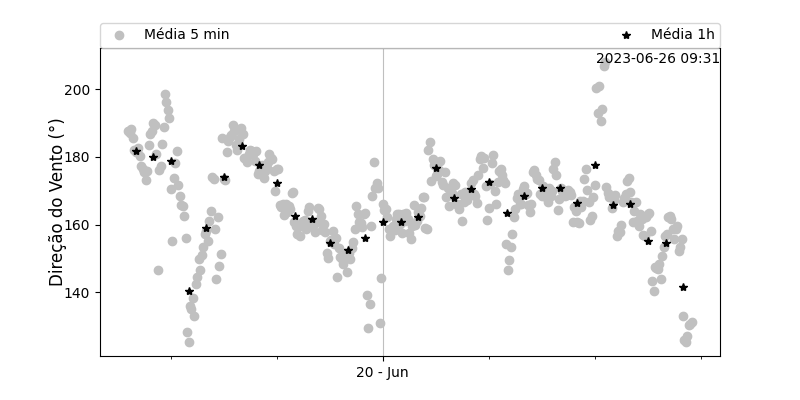 Média 5 min
Média 1h
2023-06-26 09:31
Direção do Vento (°)
200
180
160
140
20 - Jun